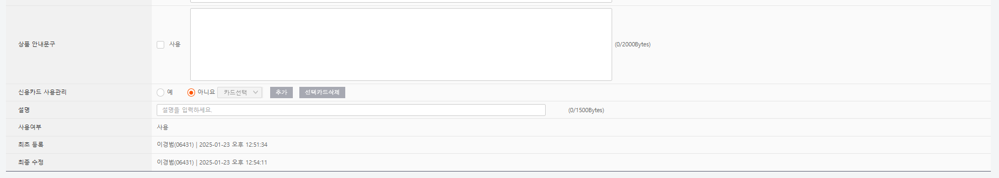 상품 안내문구 사용 (0/2000Bytes)
신용카드 사용관리 예 아니요 카드선택 추가 선택카드삭제
설명 설명을 입력하세요. (0/1500Bytes)
사용여부 사용
최초 등록 이경범(06431) | 2025-01-23 오후 12:51:34
최종 수정 이경범(06431) | 2025-01-23 오후 12:54:11